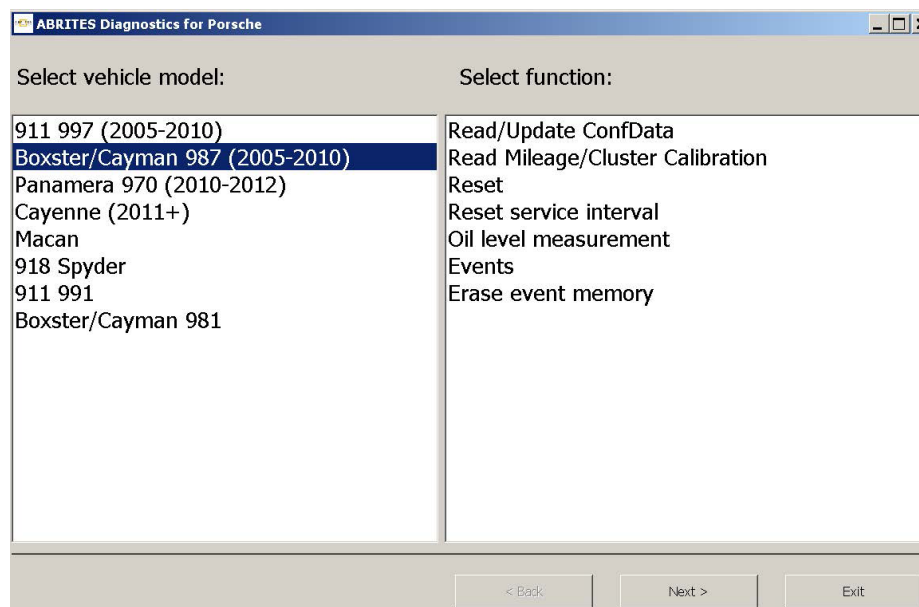 ABRITES Diagnostics for Porsche
Select vehicle model:
911 997 (2005-2010)
Boxster/Cayman 987 (2005-2010)
Panamera 970 (2010-2012)
Cayenne (2011+)
Macan
918 Spyder
911 991
Boxster/Cayman 981
Select function:
Read/Update ConfData
Read Mileage/Cluster Calibration
Reset
Reset service interval
Oil level measurement
Events
Erase event memory
< Back
Next >
Exit